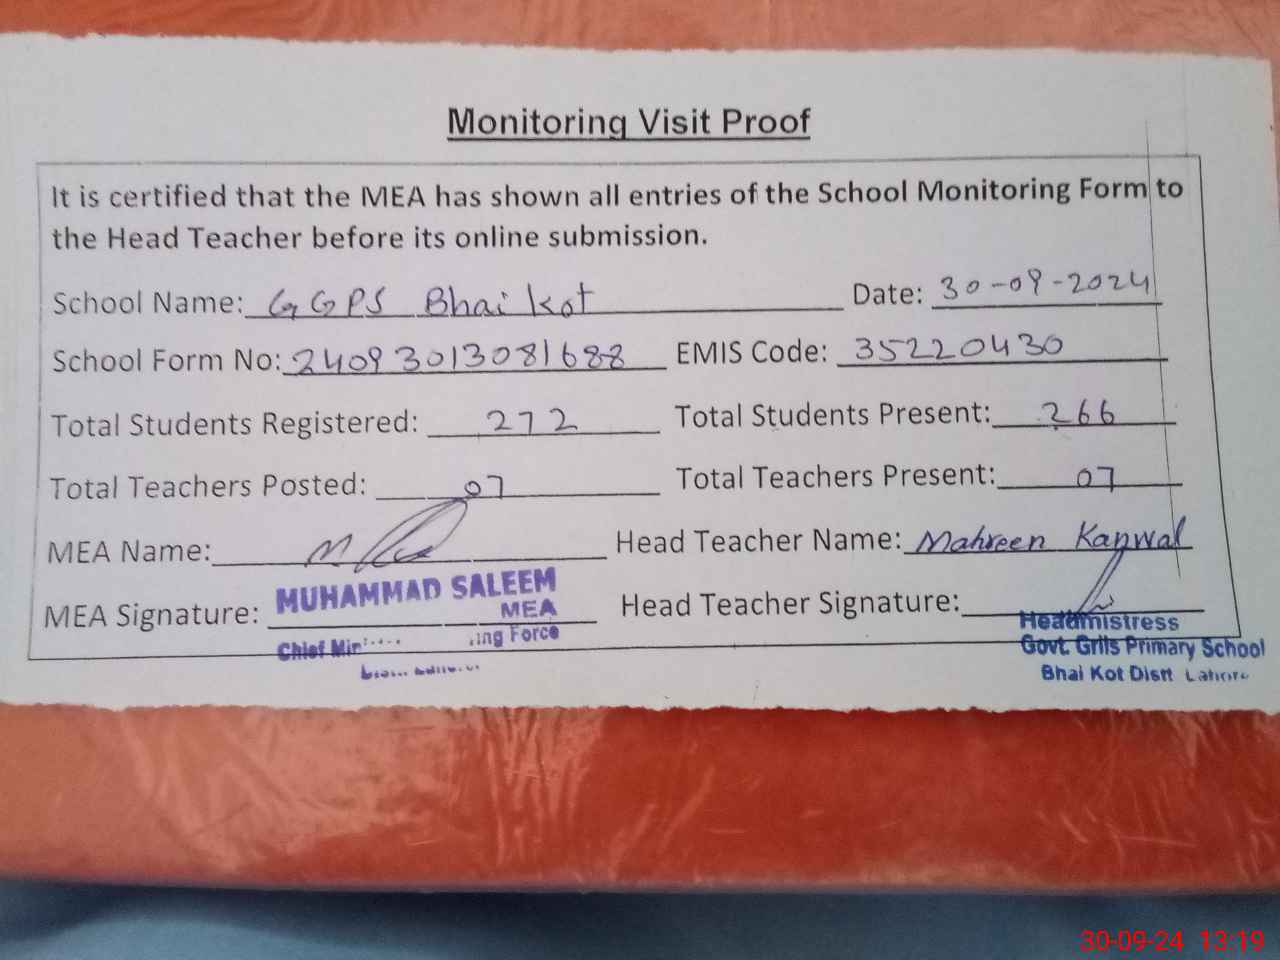 Monitoring Visit Proof
It is certified that the MEA has shown all entries of the School Monitoring Form to
the Head Teacher before its online submission.
School Name: GGPS Bhai kot Date: 30-09-2024
School Form No: 24093013081688 EMIS Code: 35220430
Total Students Registered: 272 Total Students Present: 266
Total Teachers Posted: 07 Total Teachers Present: 07
MEA Name: Head Teacher Name: Mahreen Kanwal
MEA Signature: MUHAMMAD SALEEM Head Teacher Signature:
MEA
Chief Force
Headmistress
Govt. Grils Primary School
Bhai Kot Distt Lahore
30-09-24 13:19